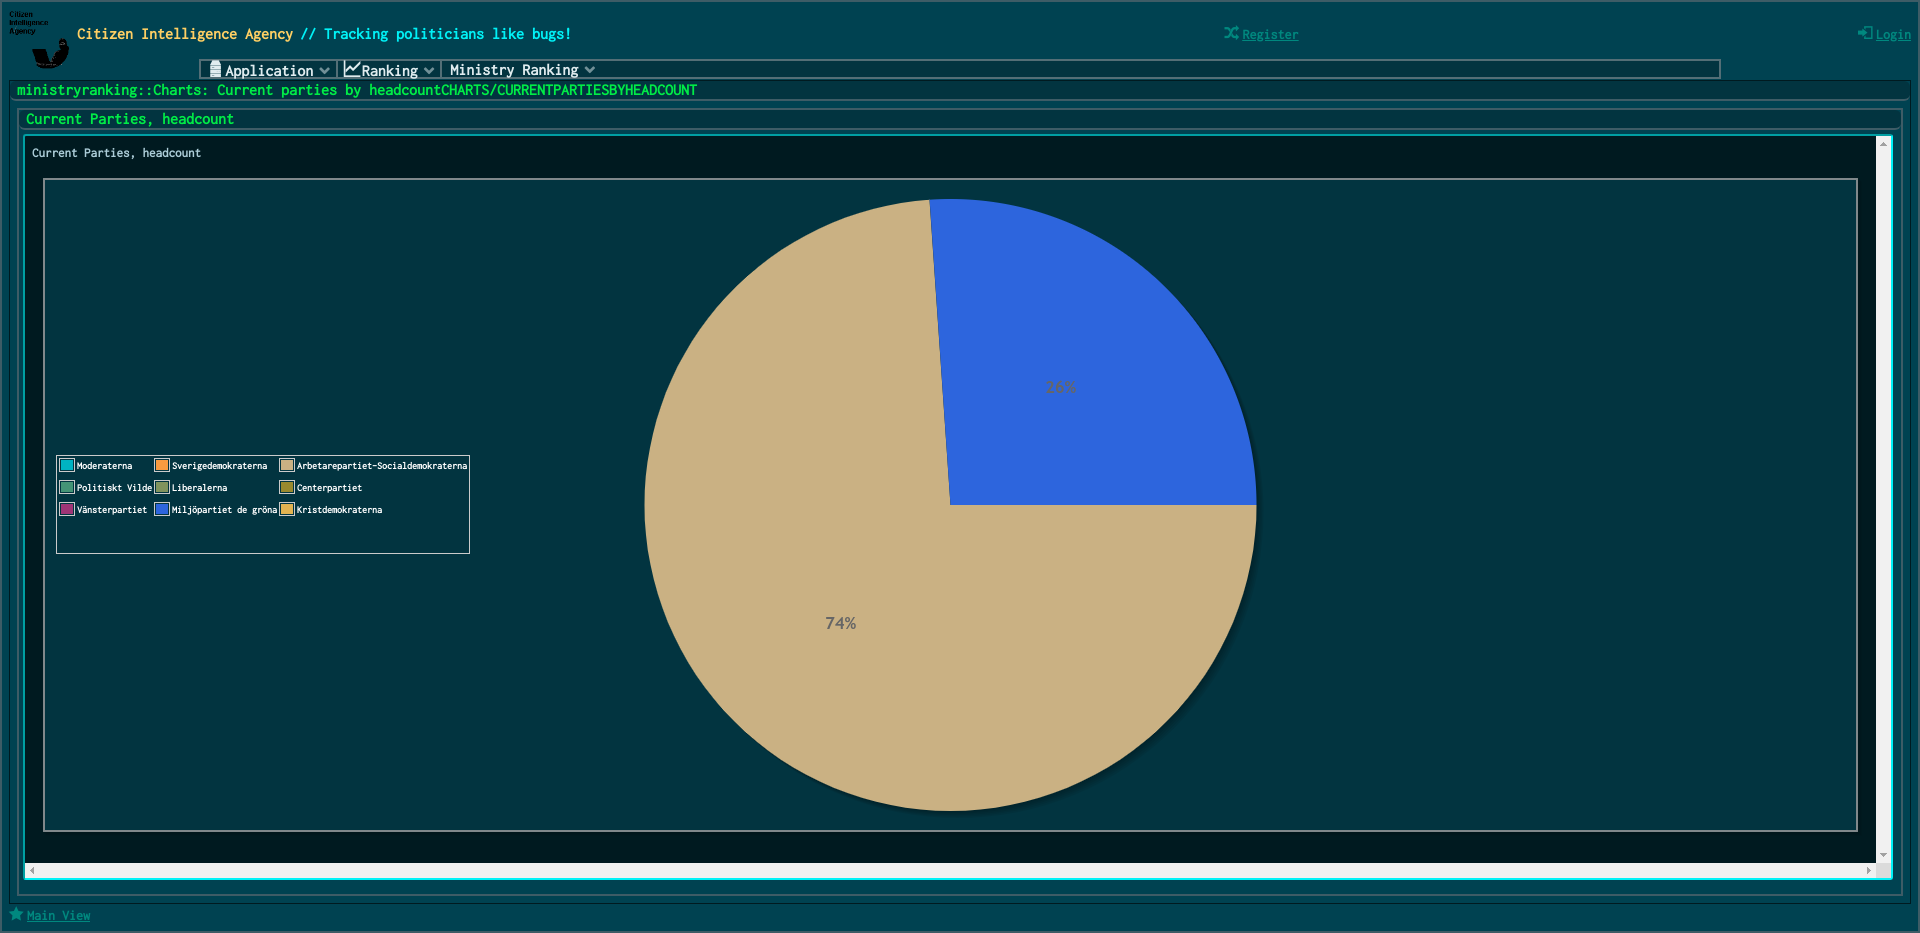 Citizen
Intelligence
Agency
Citizen Intelligence Agency // Tracking politicians like bugs!
Register
Login
Application
Ranking
Ministry Ranking
ministryranking::Charts: Current parties by headcountCHARTS/CURRENTPARTIESBYHEADCOUNT
Current Parties, headcount
Current Parties, headcount
26%
74%
Moderaterna Sverigedemokraterna Arbetarepartiet-Socialdemokraterna
Politiskt Vilde Liberalerna Centerpartiet
Vänsterpartiet Miljöpartiet de gröna Kristdemokraterna
Main View